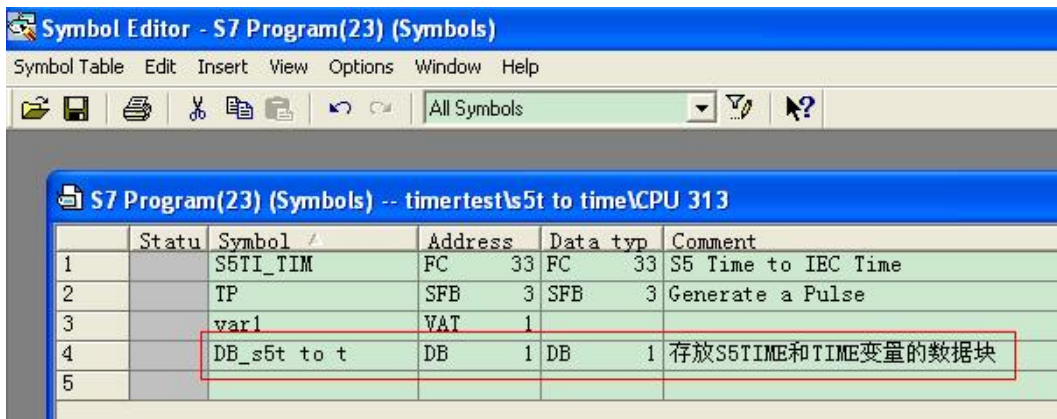 Symbol Editor - S7 Program(23) (Symbols)
Symbol Table Edit Insert View Options Window Help
All Symbols
S7 Program(23) (Symbols) -- timertest\s5t to time\CPU 313
Statu Symbol Address Data typ Comment
1 S5TI_TIM FC 33 FC 33 S5 Time to IEC Time
2 TP SFB 3 SFB 3 Generate a Pulse
3 var1 VAT 1
4 DB_s5t to t DB 1 DB 1 存放S5TIME和TIME变量的数据块
5